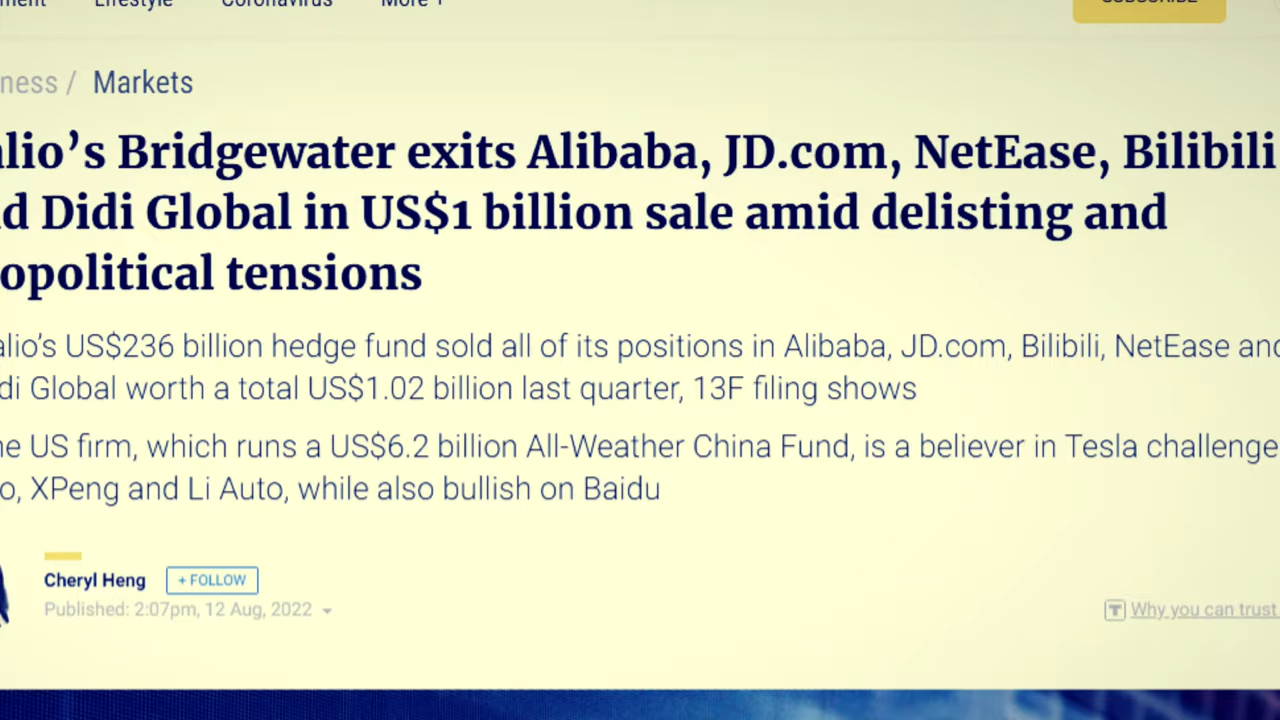 Lifestyle Coronavirus More +
SUBSCRIBE
ness / Markets
lio's Bridgewater exits Alibaba, JD.com, NetEase, Bilibili
d Didi Global in US$1 billion sale amid delisting and
opolitical tensions
alio's US$236 billion hedge fund sold all of its positions in Alibaba, JD.com, Bilibili, NetEase and
di Global worth a total US$1.02 billion last quarter, 13F filing shows
he US firm, which runs a US$6.2 billion All-Weather China Fund, is a believer in Tesla challenge
o, XPeng and Li Auto, while also bullish on Baidu
Cheryl Heng + FOLLOW
Published: 2:07pm, 12 Aug, 2022
Why you can trust